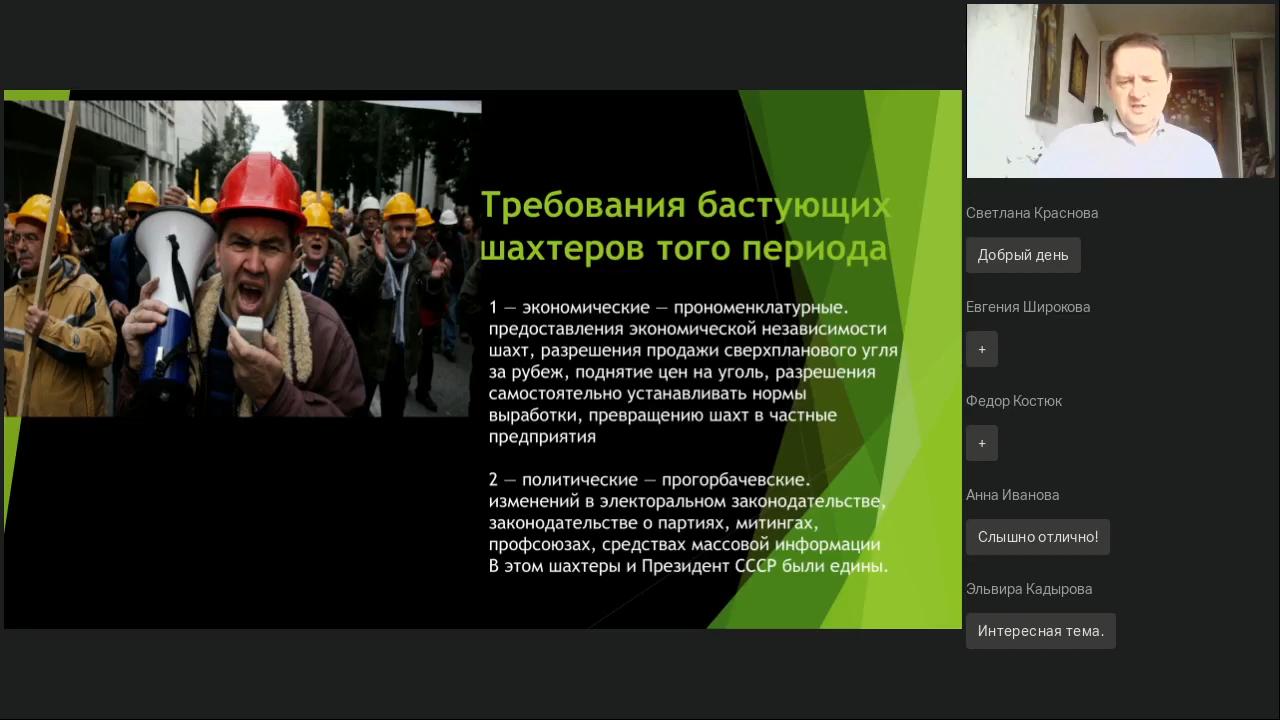 Требования бастующих
шахтеров того периода
1 — экономические — прономенклатурные.
предоставления экономической независимости
шахт, разрешения продажи сверхпланового угля
за рубеж, поднятие цен на уголь, разрешения
самостоятельно устанавливать нормы
выработки, превращению шахт в частные
предприятия
2 — политические — прогорбачевские.
изменений в электоральном законодательстве,
законодательстве о партиях, митингах,
профсоюзах, средствах массовой информации
В этом шахтеры и Президент СССР были едины.
Светлана Краснова
Добрый день
Евгения Широкова
+
Федор Костюк
+
Анна Иванова
Слышно отлично!
Эльвира Кадырова
Интересная тема.